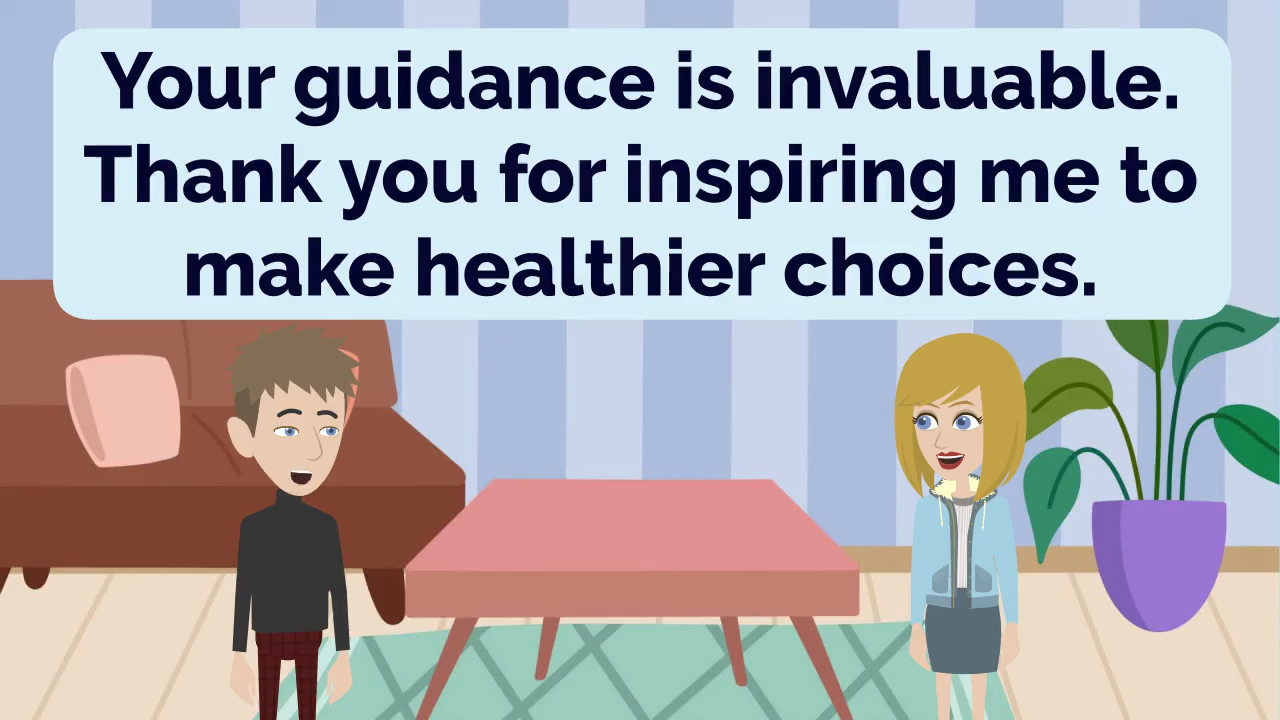 Your guidance is invaluable.
Thank you for inspiring me to
make healthier choices.